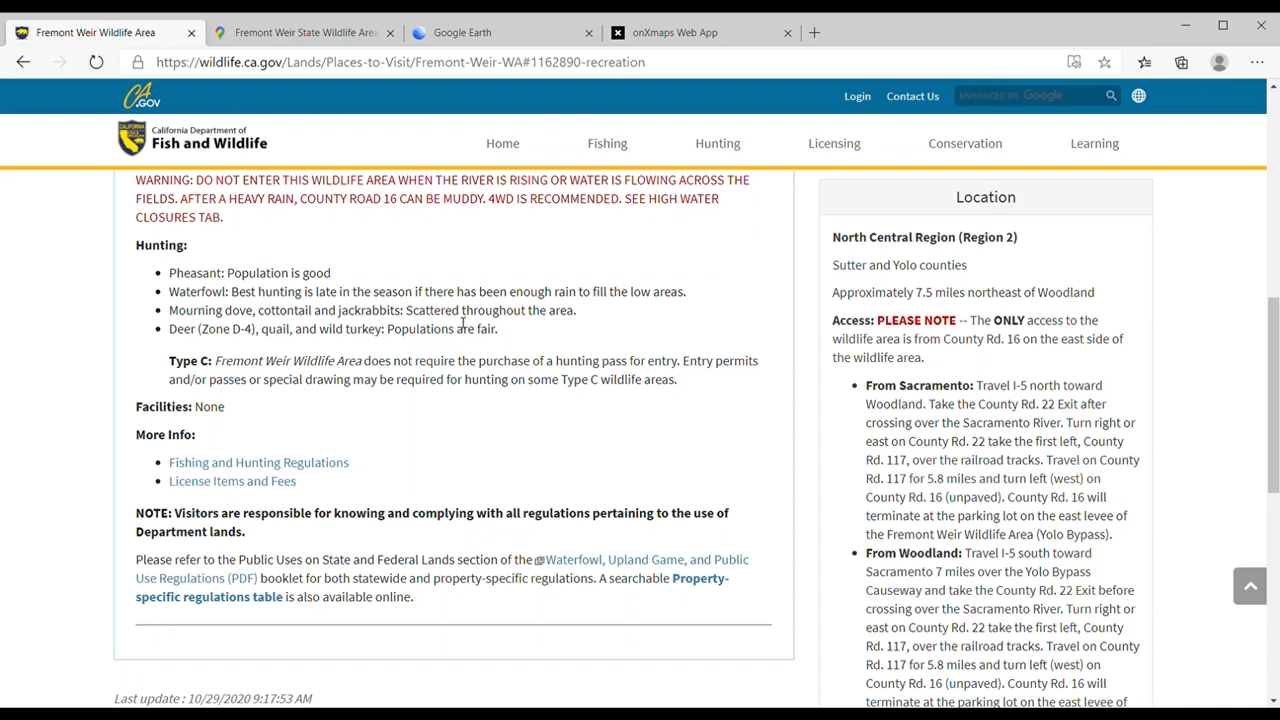 Fremont Weir Wildlife Area
Fremont Weir State Wildlife Area
Google Earth
onXmaps Web App
https://wildlife.ca.gov/Lands/Places-to-Visit/Fremont-Weir-WA#1162890-recreation
CA.GOV
Login
Contact Us
ENHANCED BY Google
California Department of
Fish and Wildlife
Home
Fishing
Hunting
Licensing
Conservation
Learning
WARNING: DO NOT ENTER THIS WILDLIFE AREA WHEN THE RIVER IS RISING OR WATER IS FLOWING ACROSS THE
FIELDS. AFTER A HEAVY RAIN, COUNTY ROAD 16 CAN BE MUDDY. 4WD IS RECOMMENDED. SEE HIGH WATER
CLOSURES TAB.
Hunting:
• Pheasant: Population is good
• Waterfowl: Best hunting is late in the season if there has been enough rain to fill the low areas.
• Mourning dove, cottontail and jackrabbits: Scattered throughout the area.
• Deer (Zone D-4), quail, and wild turkey: Populations are fair.
Type C: Fremont Weir Wildlife Area does not require the purchase of a hunting pass for entry. Entry permits
and/or passes or special drawing may be required for hunting on some Type C wildlife areas.
Facilities: None
More Info:
• Fishing and Hunting Regulations
• License Items and Fees
NOTE: Visitors are responsible for knowing and complying with all regulations pertaining to the use of
Department lands.
Please refer to the Public Uses on State and Federal Lands section of the Waterfowl, Upland Game, and Public
Use Regulations (PDF) booklet for both statewide and property-specific regulations. A searchable Property-
specific regulations table is also available online.
Last update : 10/29/2020 9:17:53 AM
Location
North Central Region (Region 2)
Sutter and Yolo counties
Approximately 7.5 miles northeast of Woodland
Access: PLEASE NOTE -- The ONLY access to the
wildlife area is from County Rd. 16 on the east side of
the wildlife area.
• From Sacramento: Travel I-5 north toward
Woodland. Take the County Rd. 22 Exit after
crossing over the Sacramento River. Turn right or
east on County Rd. 22 take the first left, County
Rd. 117, over the railroad tracks. Travel on County
Rd. 117 for 5.8 miles and turn left (west) on
County Rd. 16 (unpaved). County Rd. 16 will
terminate at the parking lot on the east levee of
the Fremont Weir Wildlife Area (Yolo Bypass).
• From Woodland: Travel I-5 south toward
Sacramento 7 miles over the Yolo Bypass
Causeway and take the County Rd. 22 Exit before
crossing over the Sacramento River. Turn right or
east on County Rd. 22 take the first left, County
Rd. 117, over the railroad tracks. Travel on County
Rd. 117 for 5.8 miles and turn left (west) on
County Rd. 16 (unpaved). County Rd. 16 will
terminate at the parking lot on the east levee of